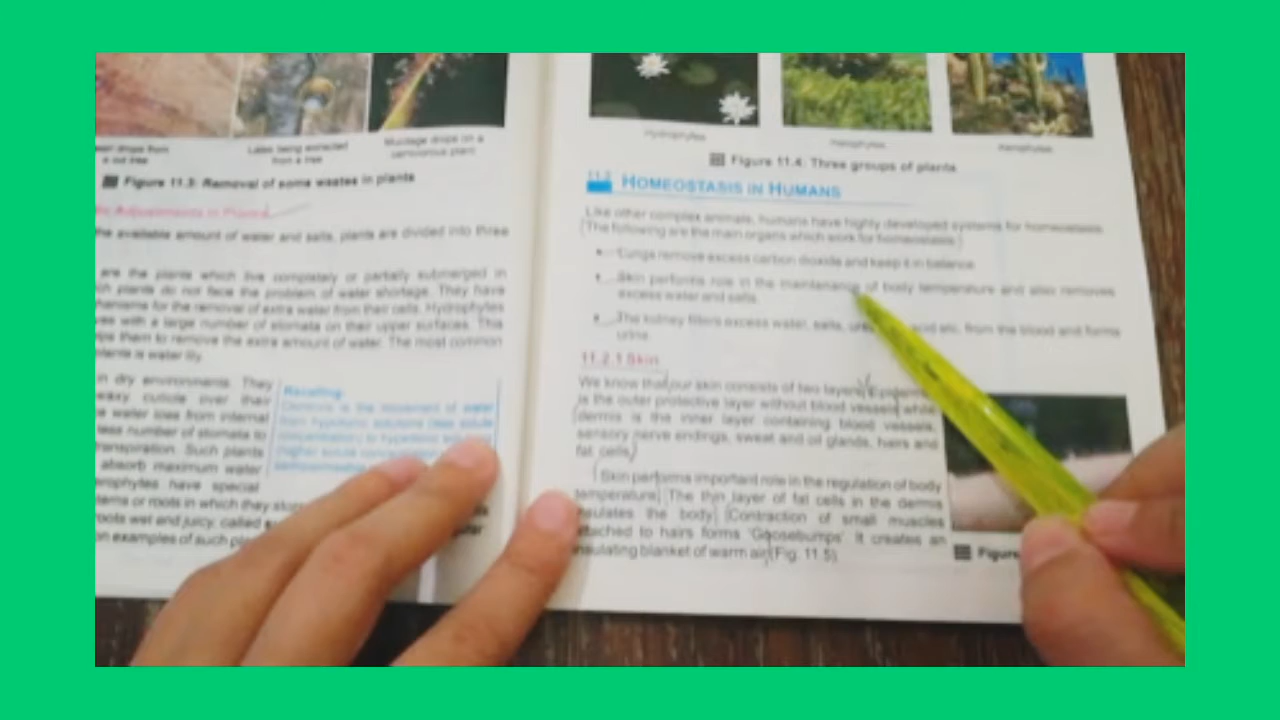 Latex being extracted
from a tree
Mucilage drops on a
carnivorous plant
Figure 11.3: Removal of some wastes in plants
Adjustments in Plants
the available amount of water and salts, plants are divided into three
are the plants which live completely or partially submerged in
plants do not face the problem of water shortage. They have
for the removal of extra water from their cells. Hydrophytes
with a large number of stomata on their upper surfaces. This
them to remove the extra amount of water. The most common
is water lily.
in dry environments. They
waxy cuticle over their
water loss from internal
less number of stomata to
transpiration. Such plants
absorb maximum water
have special
or roots in which they
roots wet and juicy, called
on examples of such
Recalling
Osmosis is the movement of water
from hypotonic solutions (less solute
concentration) to hypertonic solutions
(higher solute
Hydrophytes
Xerophytes
Figure 11.4: Three groups of plants
11.2 HOMEOSTASIS IN HUMANS
Like other complex animals, humans have highly developed systems for homeostasis.
The following are the main organs which work for homeostasis:
• Lungs remove excess carbon dioxide and keep it in balance.
• Skin performs role in the maintenance of body temperature and also removes
excess water and salts.
• The kidney filters excess water, salts, acid etc. from the blood and forms
urine.
11.2.1 Skin
We know that our skin consists of two layers. Epidermis
is the outer protective layer without blood vessels while
dermis is the inner layer containing blood vessels,
sensory nerve endings, sweat and oil glands, hairs and
fat cells.
Skin performs important role in the regulation of body
temperature. The thin layer of fat cells in the dermis
insulates the body. Contraction of small muscles
attached to hairs forms 'Goosebumps'. It creates an
insulating blanket of warm air (Fig. 11.5).
Figure